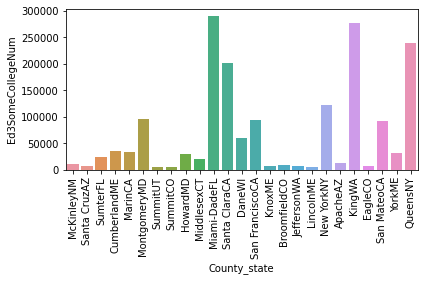 300000
250000
200000
150000
100000
50000
0
Ed3SomeCollegeNum
McKinleyNM
Santa CruzAZ
SumterFL
CumberlandME
MarinCA
MontgomeryMD
SummitUT
SummitCO
HowardMD
MiddlesexCT
Miami-DadeFL
Santa ClaraCA
DaneWI
San FranciscoCA
KnoxME
BroomfieldCO
JeffersonWA
LincolnME
New YorkNY
ApacheAZ
KingWA
EagleCO
San MateoCA
YorkME
QueensNY
County_state